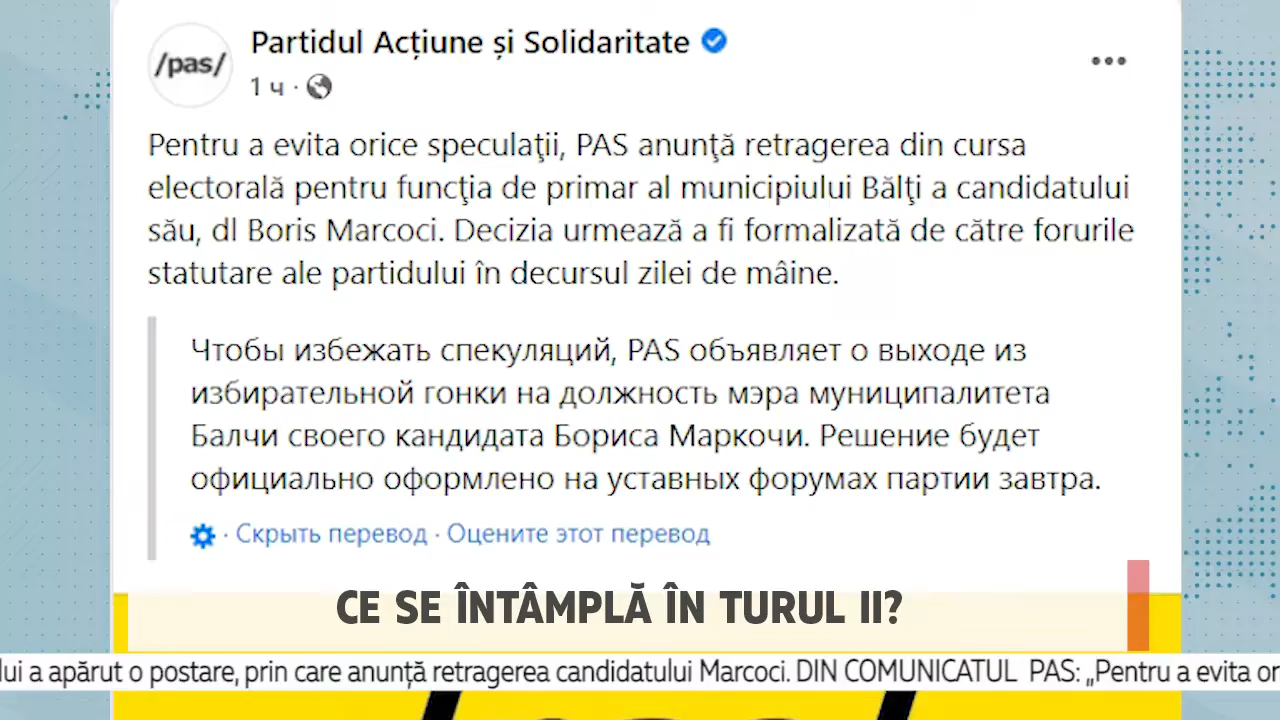 /pas/
Partidul Acțiune și Solidaritate
1 ч ·
Pentru a evita orice speculaţii, PAS anunţă retragerea din cursa
electorală pentru funcţia de primar al municipiului Bălţi a candidatului
său, dl Boris Marcoci. Decizia urmează a fi formalizată de către forurile
statutare ale partidului în decursul zilei de mâine.
Чтобы избежать спекуляций, PAS объявляет о выходе из
избирательной гонки на должность мэра муниципалитета
Балчи своего кандидата Бориса Маркочи. Решение будет
официально оформлено на уставных форумах партии завтра.
· Скрыть перевод · Оцените этот перевод
CE SE ÎNTÂMPLĂ ÎN TURUL II?
a apărut o postare, prin care anunță retragerea candidatului Marcoci. DIN COMUNICATUL PAS: „Pentru a evita